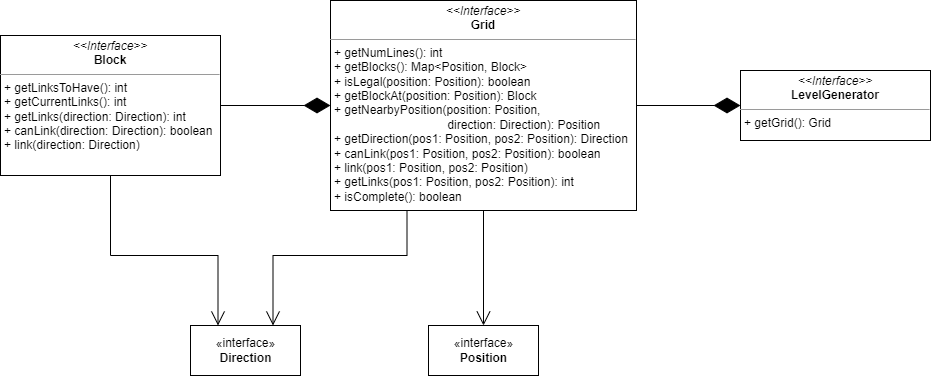 <<Interface>>
Block
+ getLinksToHave(): int
+ getCurrentLinks(): int
+ getLinks(direction: Direction): int
+ canLink(direction: Direction): boolean
+ link(direction: Direction)
<<Interface>>
Grid
+ getNumLines(): int
+ getBlocks(): Map<Position, Block>
+ isLegal(position: Position): boolean
+ getBlockAt(position: Position): Block
+ getNearbyPosition(position: Position,
direction: Direction): Position
+ getDirection(pos1: Position, pos2: Position): Direction
+ canLink(pos1: Position, pos2: Position): boolean
+ link(pos1: Position, pos2: Position)
+ getLinks(pos1: Position, pos2: Position): int
+ isComplete(): boolean
<<Interface>>
LevelGenerator
+ getGrid(): Grid
«interface»
Direction
«interface»
Position